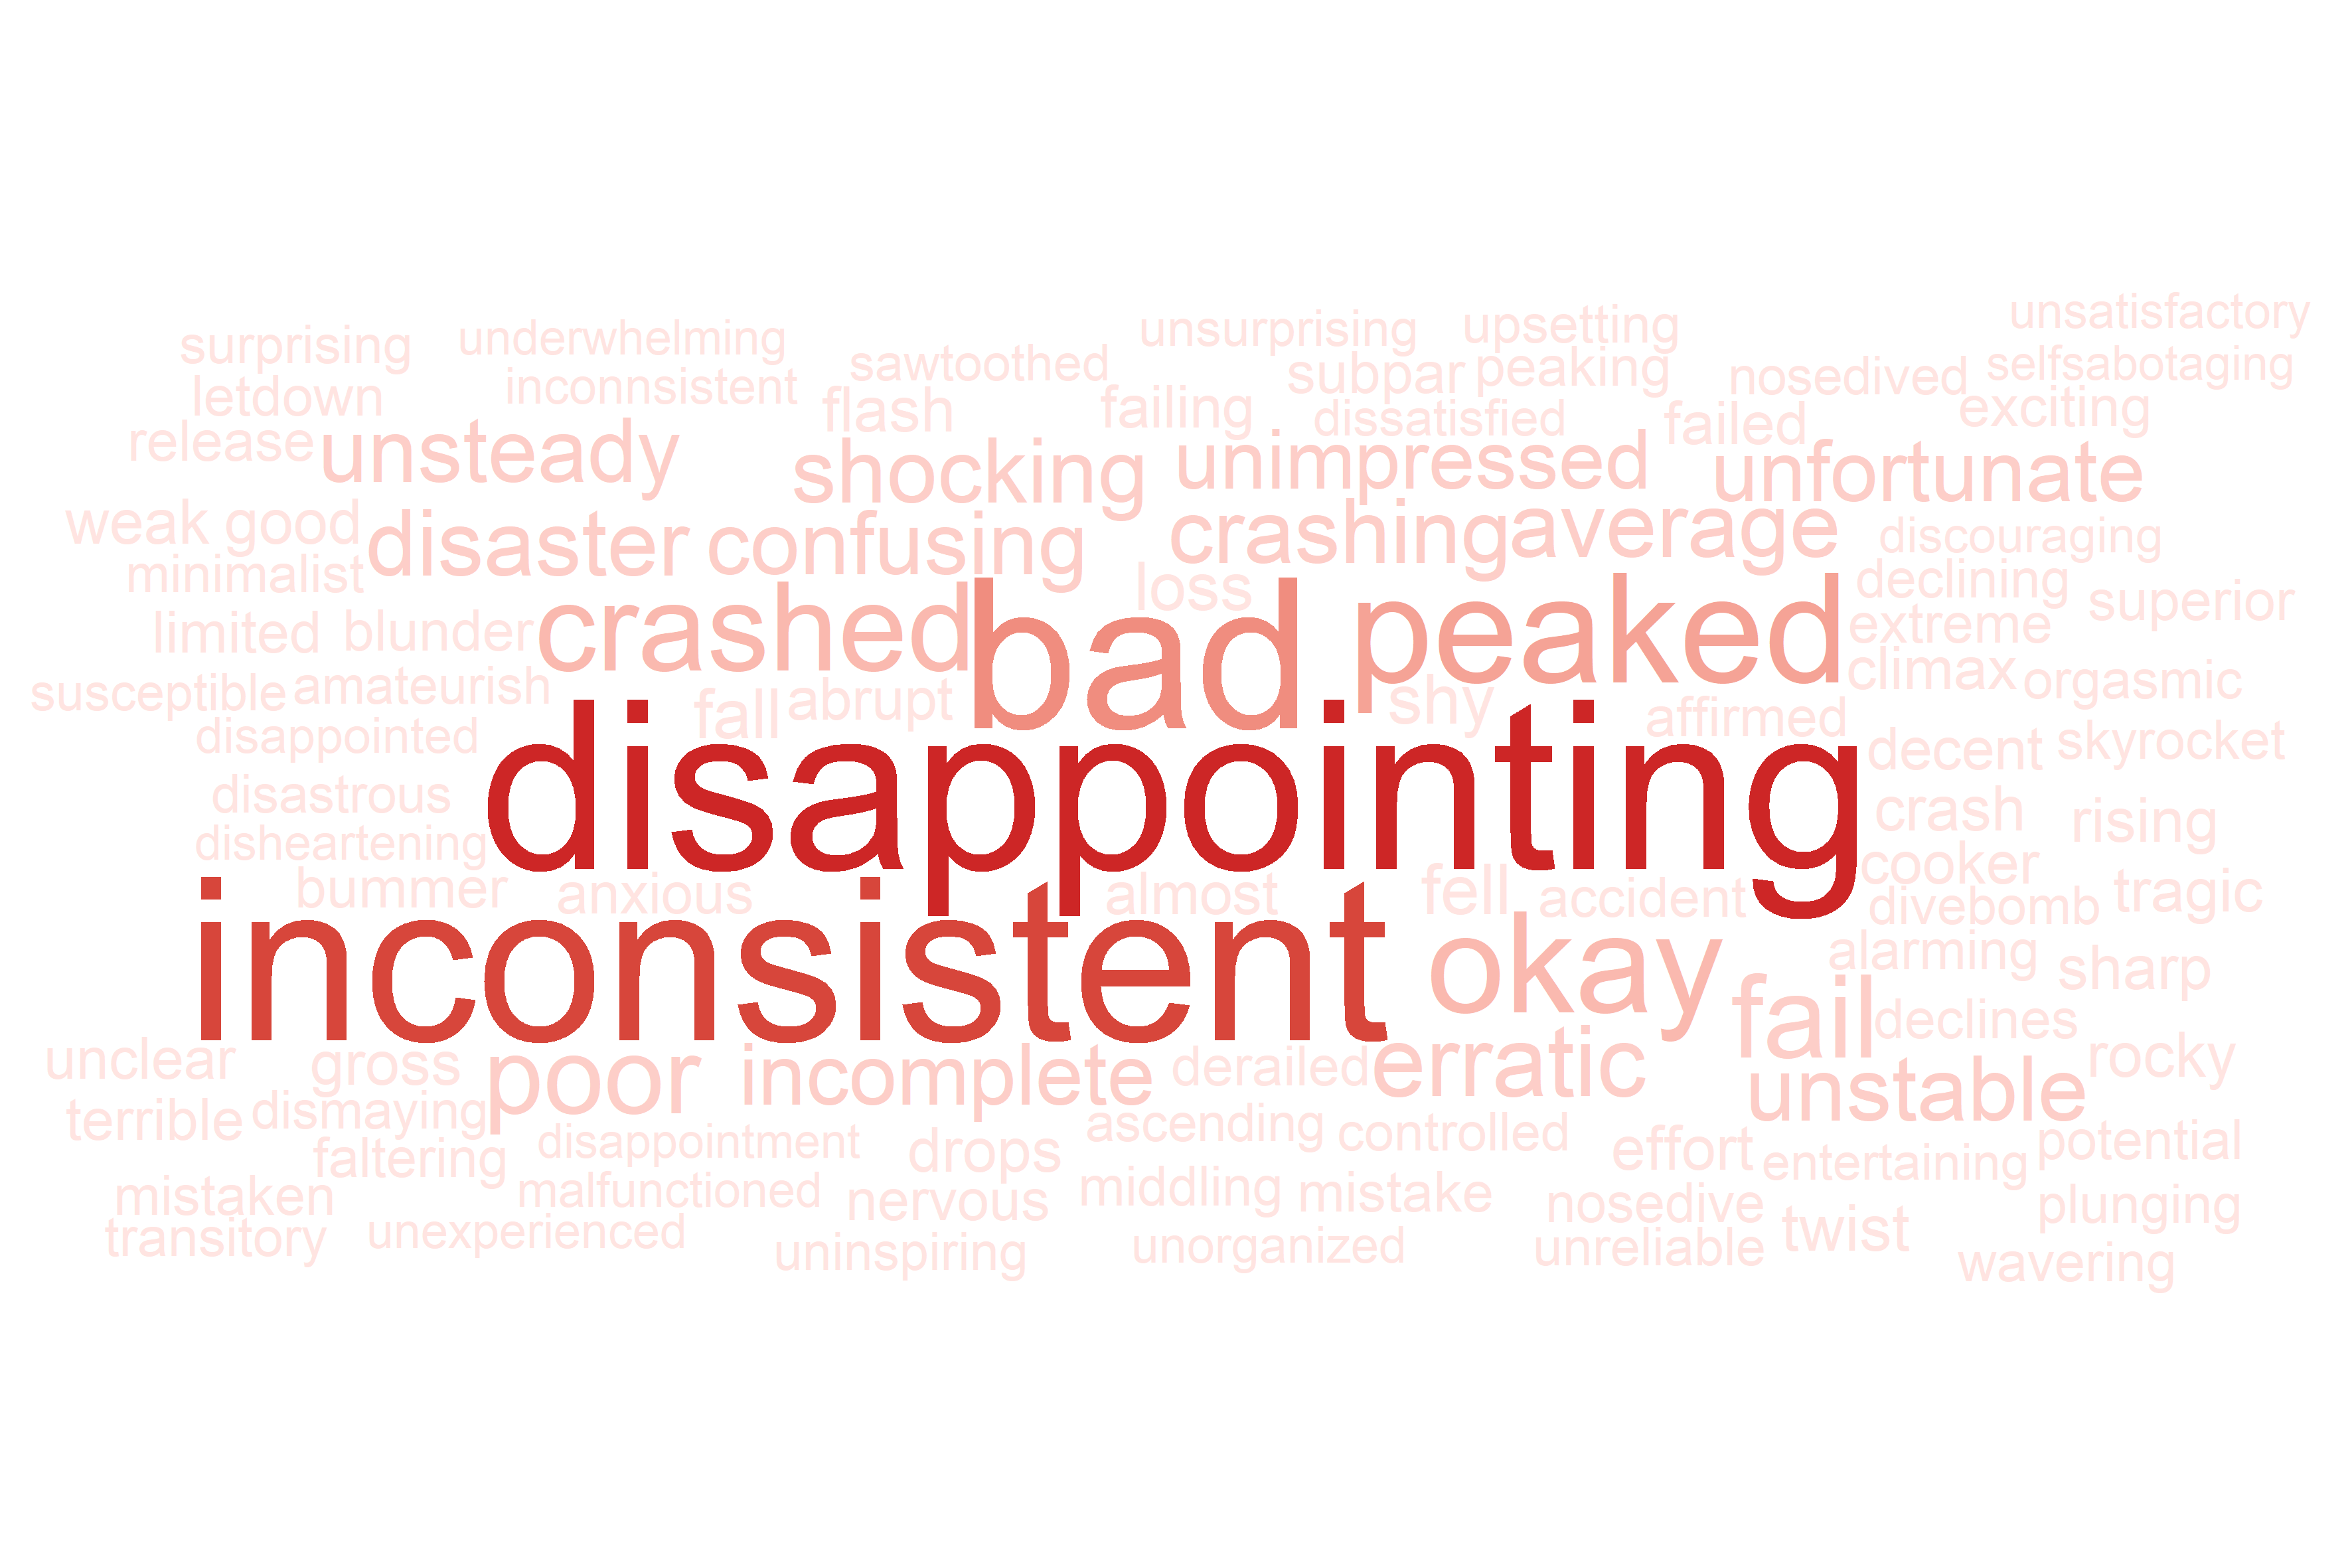 surprising underwhelming sawtoothed unsurprising upsetting unsatisfactory
letdown inconnsistent flash failing subpar peaking nosedived selfsabotaging
release unsteady shocking dissatisfied unimpressed failed exciting unfortunate
weak good disaster confusing crashing average discouraging
minimalist loss declining superior
limited blunder crashed bad peaked extreme
susceptible amateurish fall abrupt shy climax orgasmic
disappointed affirmed decent skyrocket
disastrous disappointing crash rising
disheartening cooker
bummer anxious almost fell accident divebomb tragic
inconsistent okay alarming sharp
fail declines
unclear gross poor incomplete derailed erratic unstable rocky
terrible dismaying disappointment ascending controlled potential
faltering drops effort entertaining
mistaken malfunctioned nervous middling mistake nosedive plunging
transitory unexperienced uninspiring unorganized unreliable twist wavering